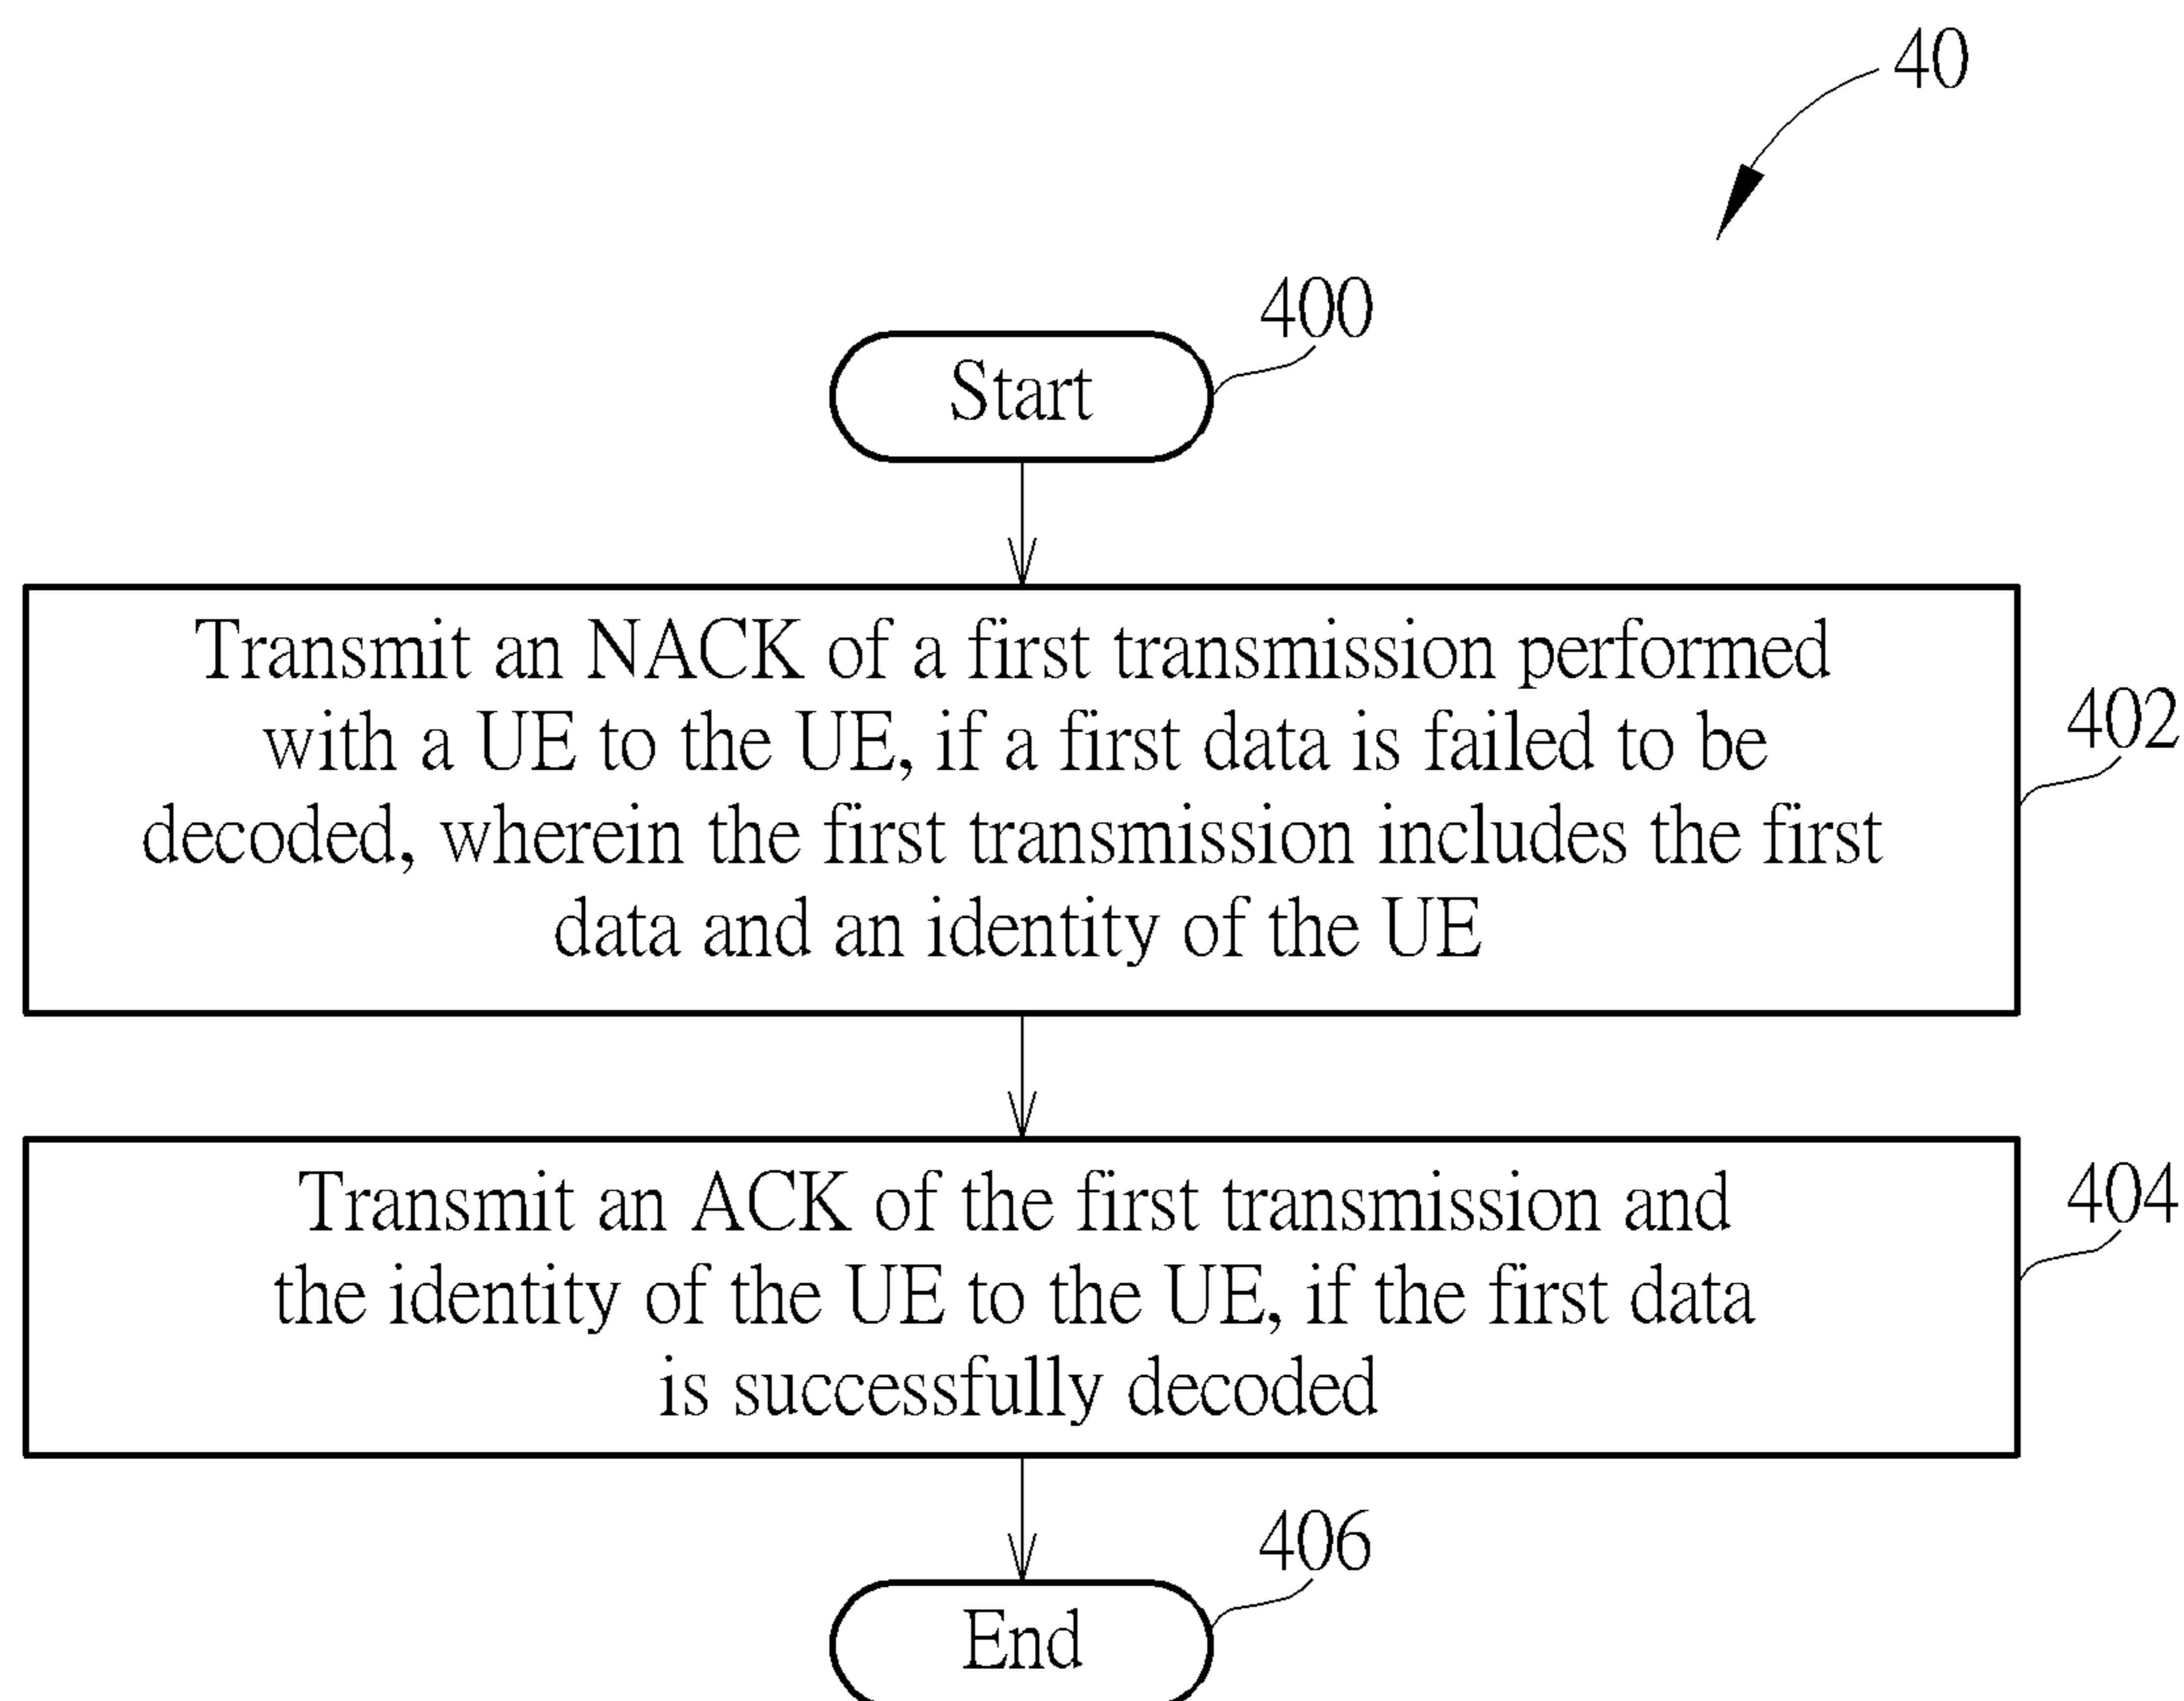 40
400
Start
Transmit an NACK of a first transmission performed
with a UE to the UE, if a first data is failed to be
decoded, wherein the first transmission includes the first
data and an identity of the UE
402
Transmit an ACK of the first transmission and
the identity of the UE to the UE, if the first data
is successfully decoded
404
406
End